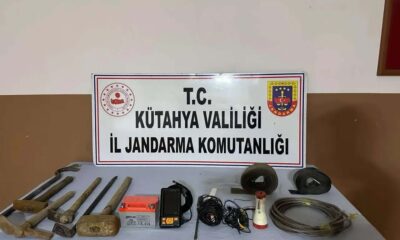 T.C.
KÜTAHYA VALİLİĞİ
İL JANDARMA KOMUTANLIĞI